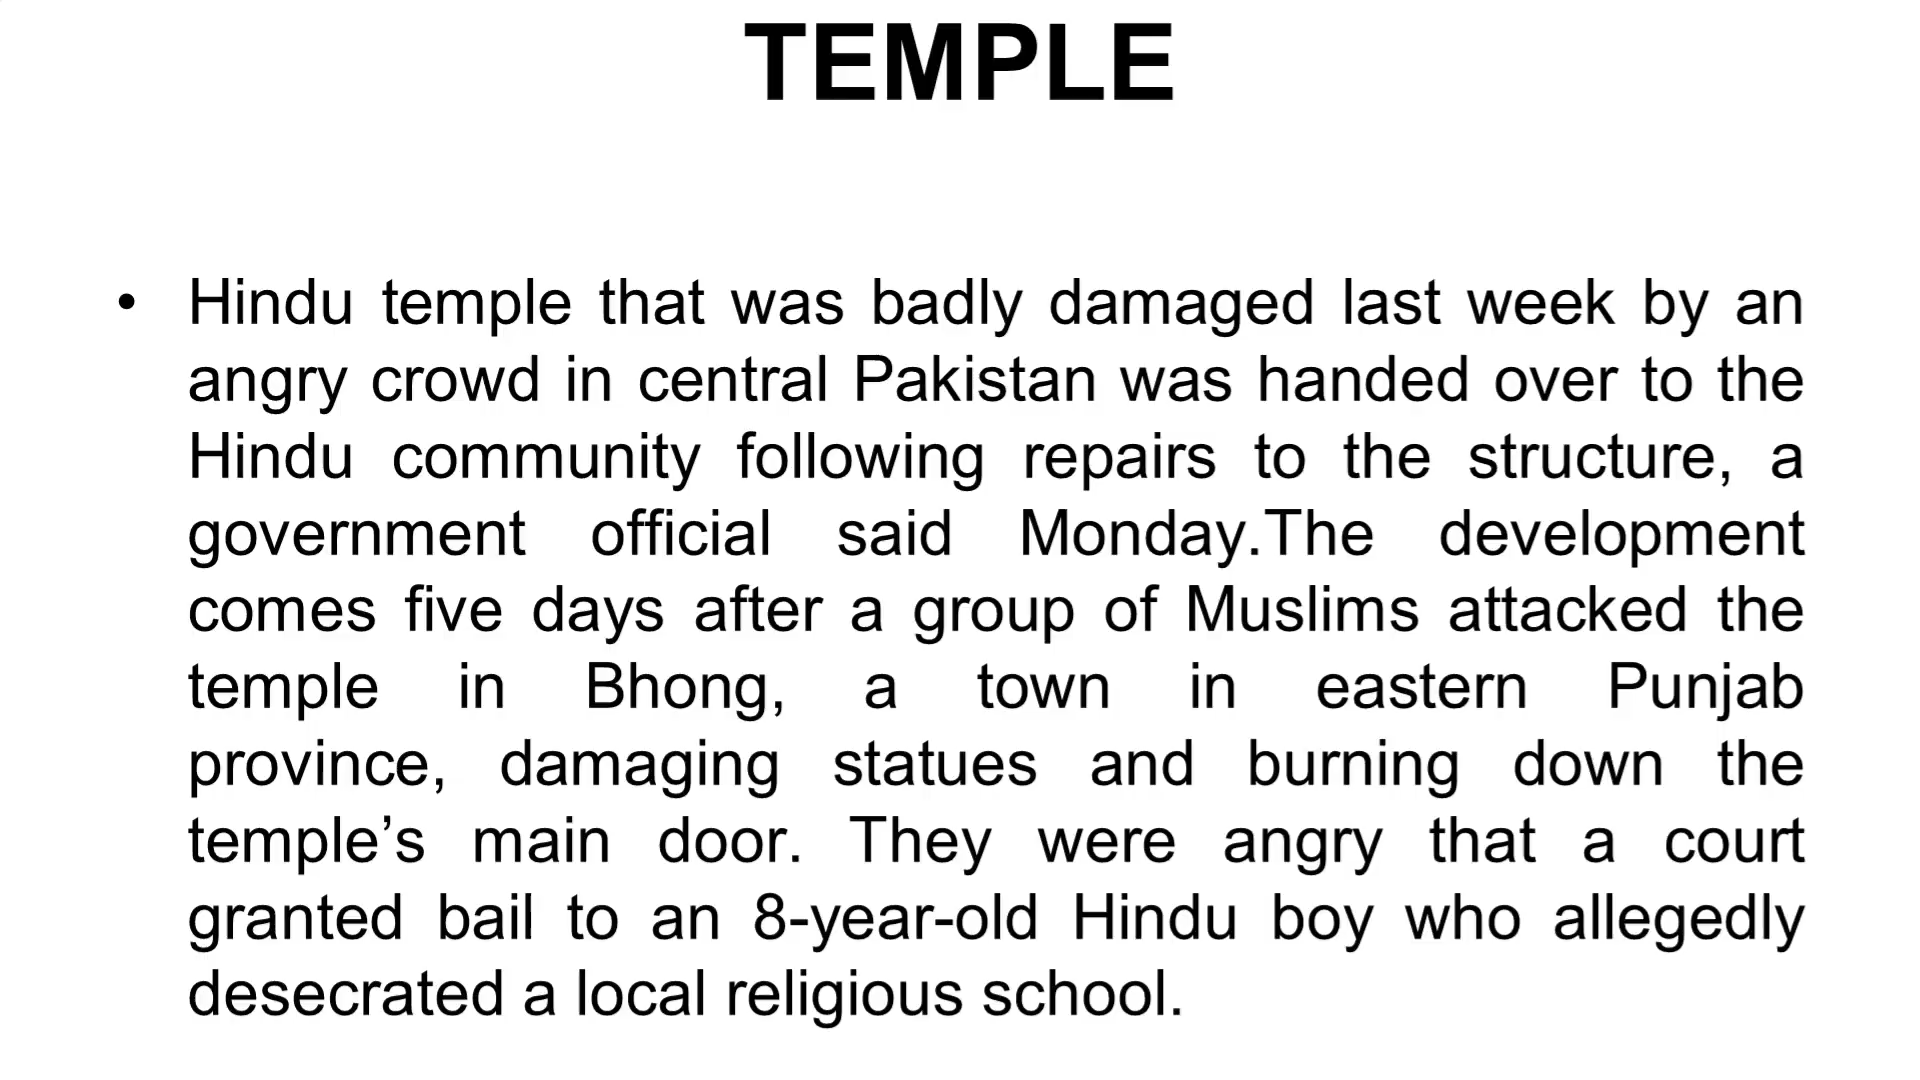 TEMPLE
• Hindu temple that was badly damaged last week by an
angry crowd in central Pakistan was handed over to the
Hindu community following repairs to the structure, a
government official said Monday.The development
comes five days after a group of Muslims attacked the
temple in Bhong, a town in eastern Punjab
province, damaging statues and burning down the
temple’s main door. They were angry that a court
granted bail to an 8-year-old Hindu boy who allegedly
desecrated a local religious school.